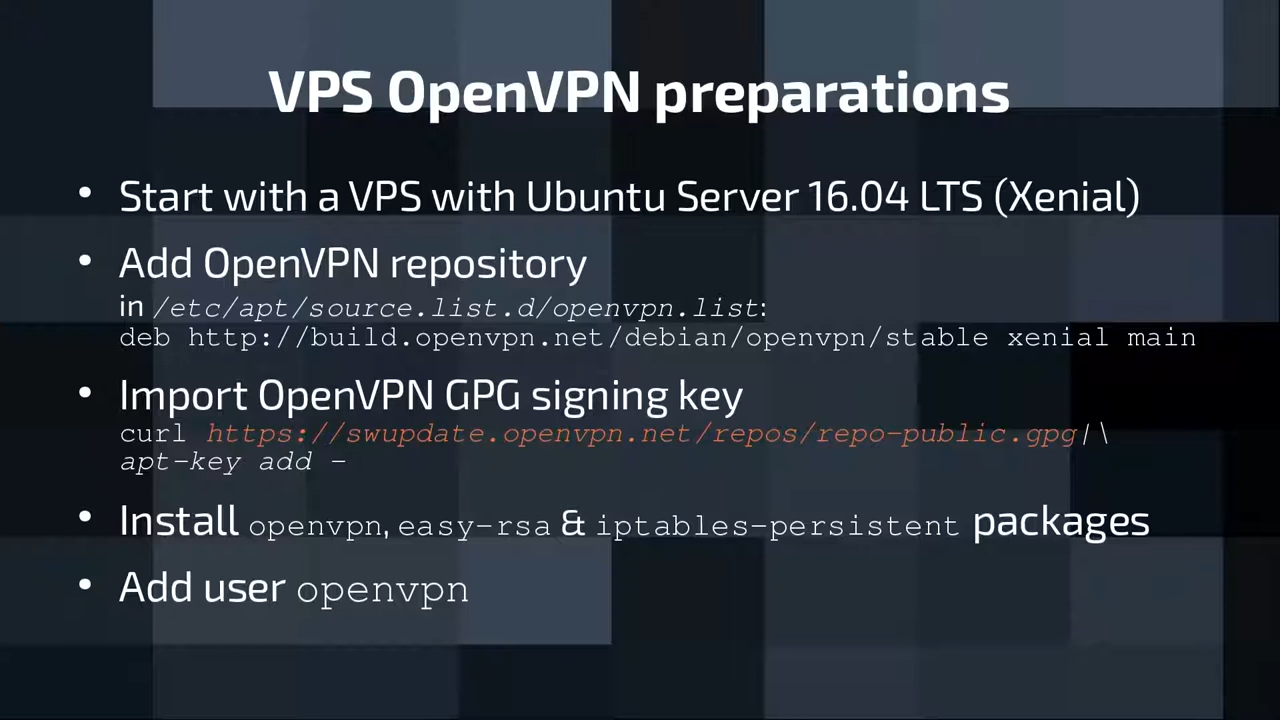 VPS OpenVPN preparations
• Start with a VPS with Ubuntu Server 16.04 LTS (Xenial)
• Add OpenVPN repository
in /etc/apt/source.list.d/openvpn.list:
deb http://build.openvpn.net/debian/openvpn/stable xenial main
• Import OpenVPN GPG signing key
curl https://swupdate.openvpn.net/repos/repo-public.gpg|\
apt-key add -
• Install openvpn, easy-rsa & iptables-persistent packages
• Add user openvpn